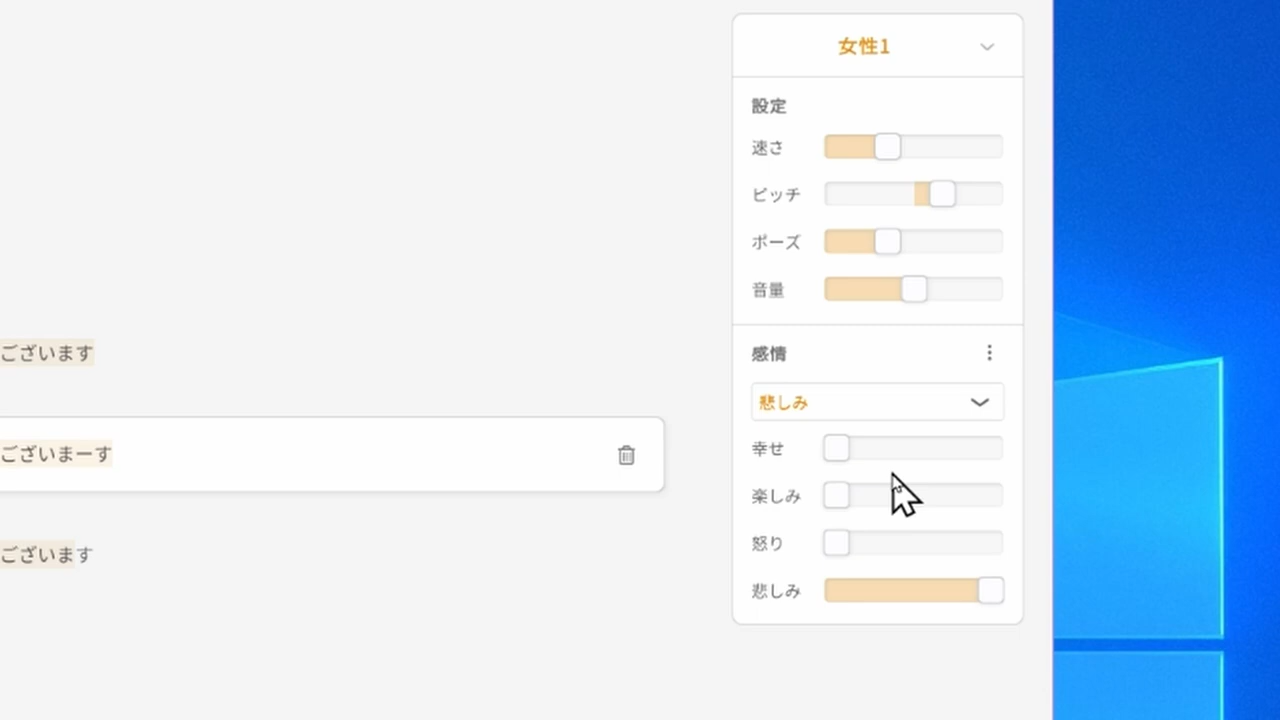 女性1
設定
速さ
ピッチ
ポーズ
音量
ございます
感情
悲しみ
ございまーす
幸せ
楽しみ
怒り
ございます
悲しみ